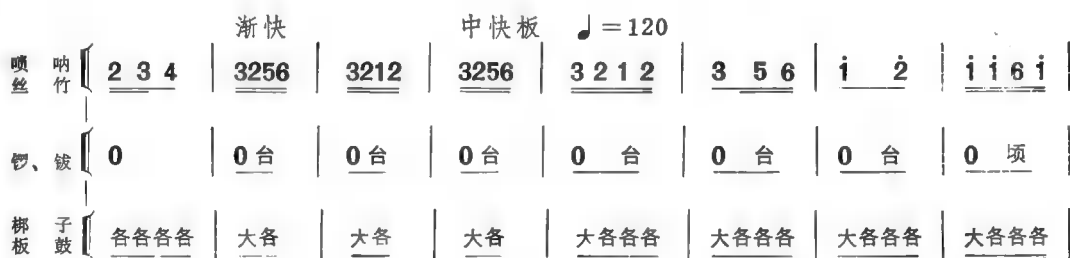 渐快 中快板 ♩=120
唢呐
丝竹 2 3 4 | 3256 | 3212 | 3256 | 3 2 1 2 | 3 5 6 | i̇ 2̇ | i̇ i̇ 6 i̇ |
锣、钹 0 | 0 台 | 0 台 | 0 台 | 0 台 | 0 台 | 0 台 | 0 顷 |
梆子
板鼓 各各各各 | 大各 | 大各 | 大各 | 大各各各 | 大各各各 | 大各各各 | 大各各各 |